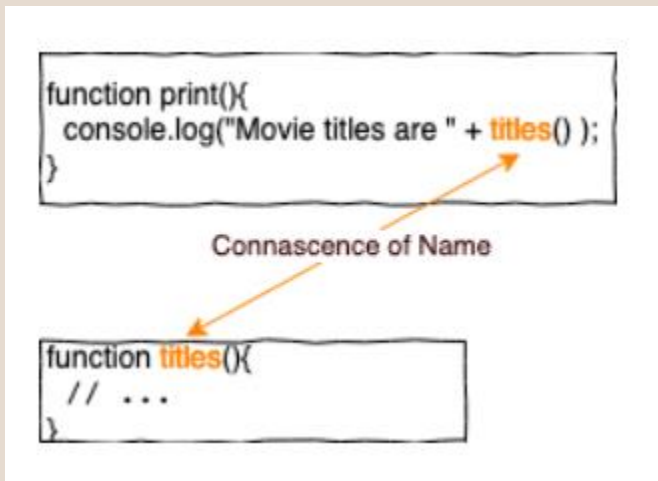 function print(){
console.log("Movie titles are " + titles() );
}
Connascence of Name
function titles(){
// ...
}